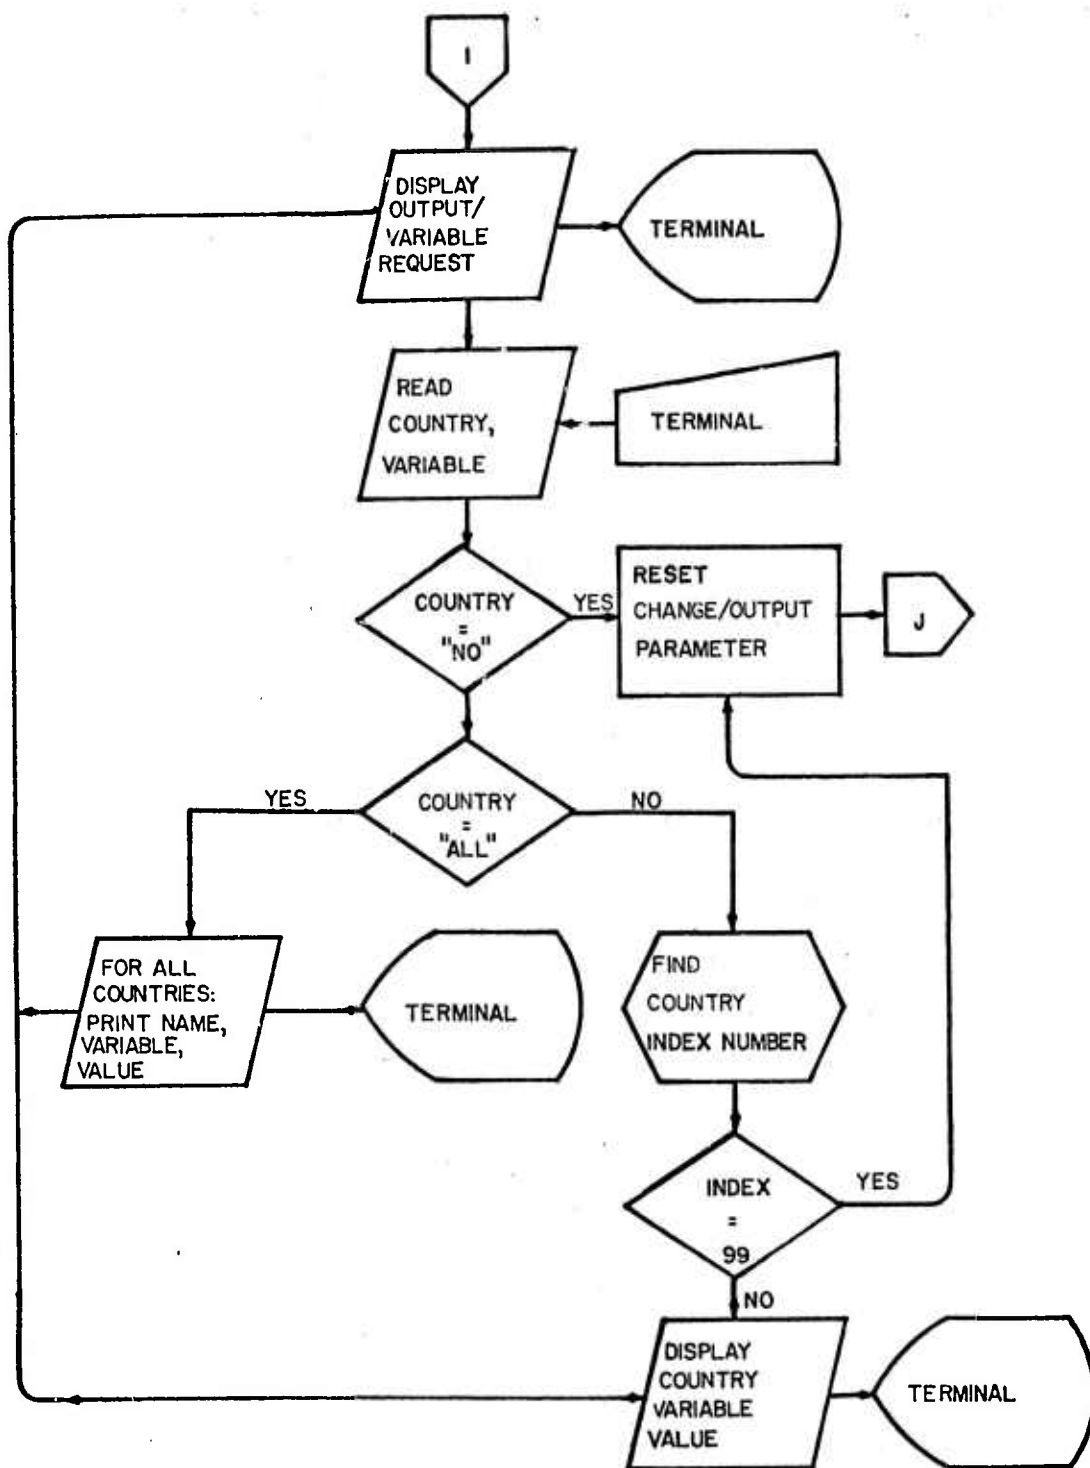 I
DISPLAY
OUTPUT/
VARIABLE
REQUEST
TERMINAL
READ
COUNTRY,
VARIABLE
TERMINAL
COUNTRY
=
"NO"
YES
RESET
CHANGE/OUTPUT
PARAMETER
J
COUNTRY
=
"ALL"
YES
NO
FOR ALL
COUNTRIES:
PRINT NAME,
VARIABLE,
VALUE
TERMINAL
FIND
COUNTRY
INDEX NUMBER
INDEX
=
99
YES
NO
DISPLAY
COUNTRY
VARIABLE
VALUE
TERMINAL